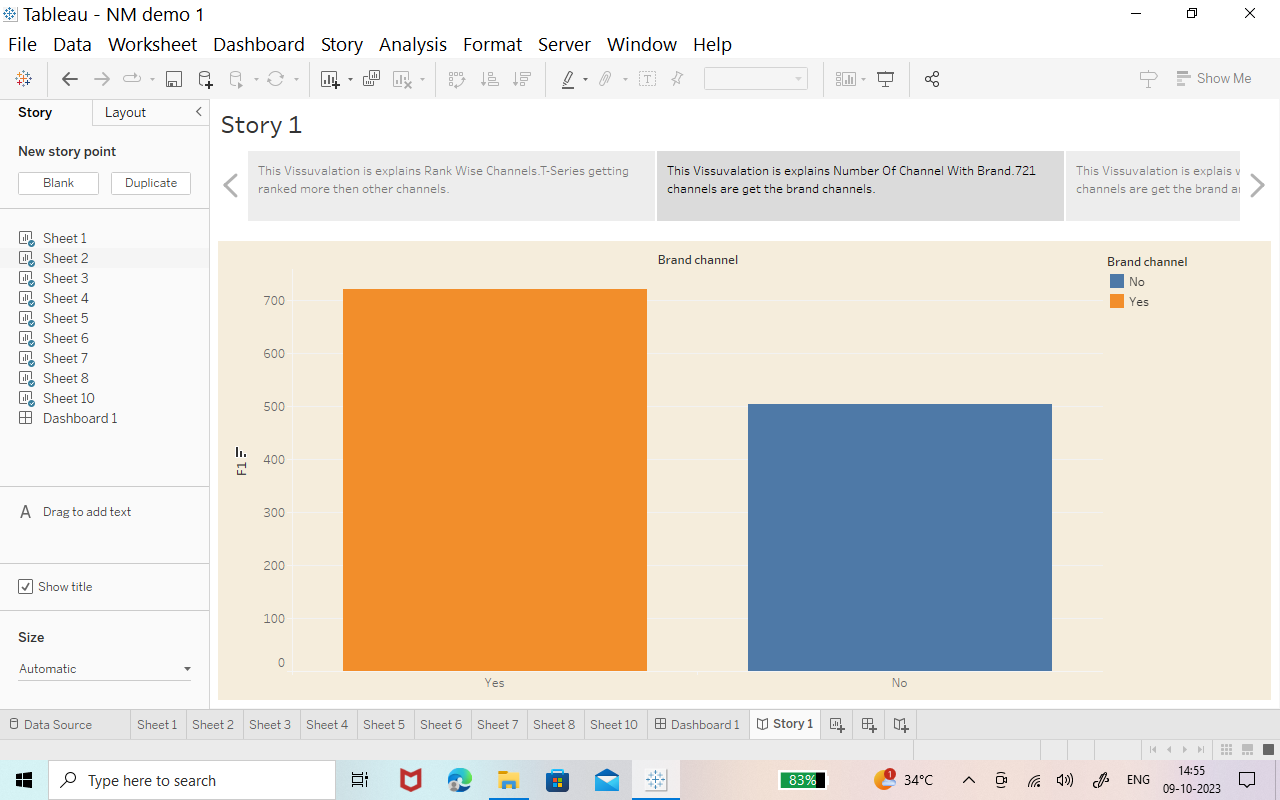 Tableau - NM demo 1
File Data Worksheet Dashboard Story Analysis Format Server Window Help
Show Me
Story Layout
New story point
Blank Duplicate
Sheet 1
Sheet 2
Sheet 3
Sheet 4
Sheet 5
Sheet 6
Sheet 7
Sheet 8
Sheet 10
Dashboard 1
A Drag to add text
Show title
Size
Automatic
Story 1
This Vissuvalation is explains Rank Wise Channels.T-Series getting
ranked more then other channels.
This Vissuvalation is explains Number Of Channel With Brand.721
channels are get the brand channels.
This Vissuvalation is explais
channels are get the brand
Brand channel
700
600
500
400
300
200
100
0
F1
Yes No
Brand channel
No
Yes
Data Source Sheet 1 Sheet 2 Sheet 3 Sheet 4 Sheet 5 Sheet 6 Sheet 7 Sheet 8 Sheet 10 Dashboard 1 Story 1
Type here to search
83%
1
34°C
ENG
14:55
09-10-2023